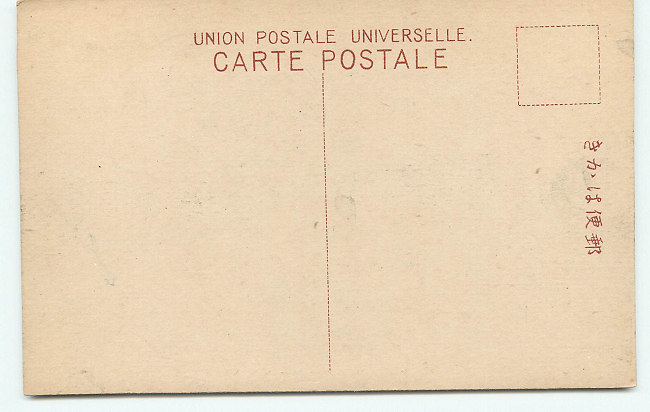 UNION POSTALE UNIVERSELLE.
CARTE POSTALE
きかは便郵